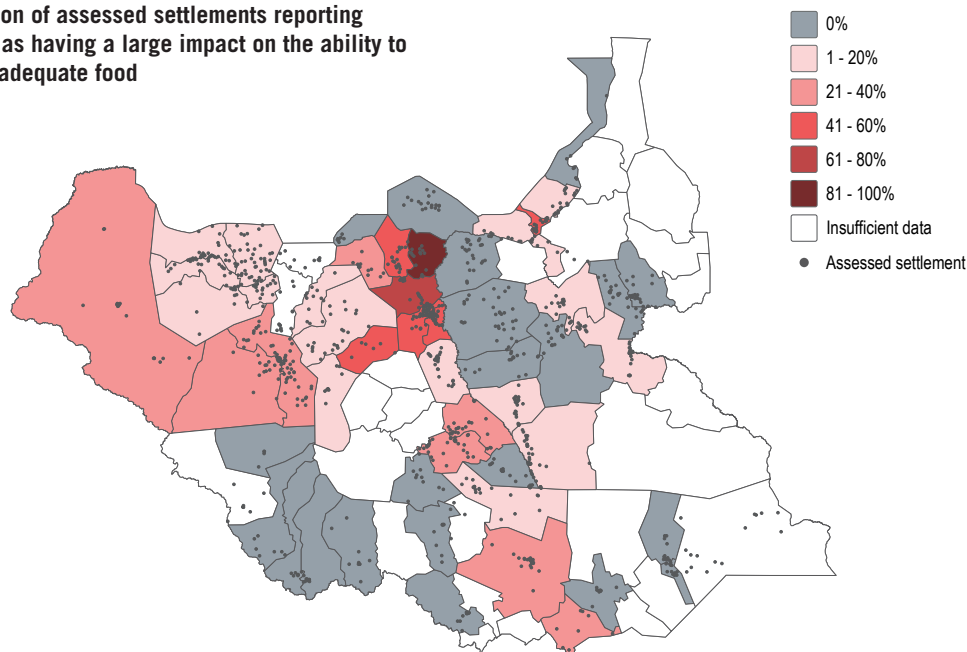 on of assessed settlements reporting
as having a large impact on the ability to
adequate food
0%
1 - 20%
21 - 40%
41 - 60%
61 - 80%
81 - 100%
Insufficient data
Assessed settlement